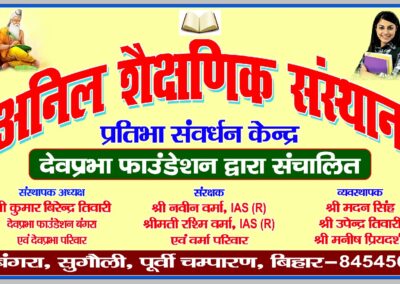 अनिल शैक्षणिक संस्थान
प्रतिभा संवर्धन केन्द्र
देवप्रभा फाउंडेशन द्वारा संचालित
संस्थापक अध्यक्ष
श्री कुमार बिरेन्द्र तिवारी
देवप्रभा फाउंडेशन बंगरा
एवं देवप्रभा परिवार
संरक्षक
श्री नवीन वर्मा, IAS (R)
श्रीमती रश्मि वर्मा, IAS (R)
एवं वर्मा परिवार
व्यवस्थापक
श्री मदन सिंह
श्री उपेन्द्र तिवारी
श्री मनीष प्रियदर्शी
बंगरा, सुगौली, पूर्वी चम्पारण, बिहार-845456